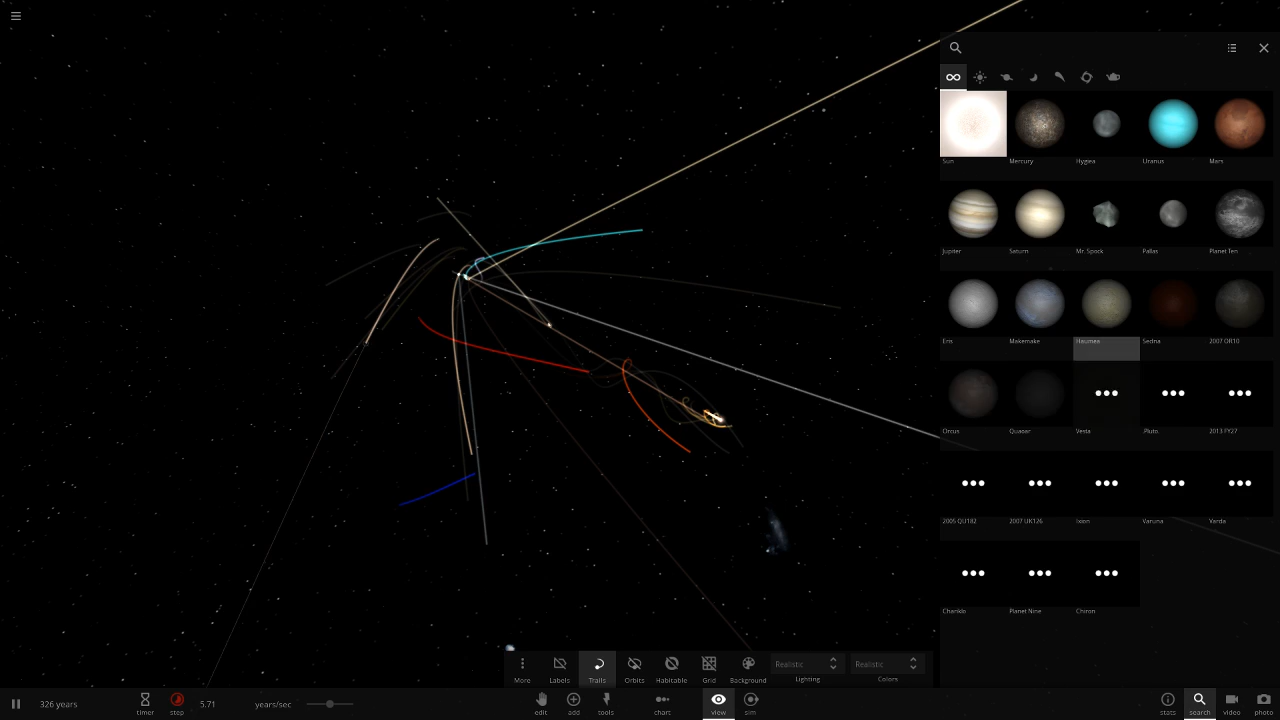 Sun Mercury Hygiea Uranus Mars
Jupiter Saturn Mr. Spock Pallas Planet Ten
Eris Makemake Haumea Sedna 2007 OR10
Orcus Quaoar Vesta Pluto 2013 FY27
2005 QU182 2007 UK126 Ixion Varuna Varda
Chariklo Planet Nine Chiron
More Labels Trails Orbits Habitable Grid Background
Realistic Realistic
Lighting Colors
326 years timer step 5.71 years/sec edit add tools chart view sim stats search video photo